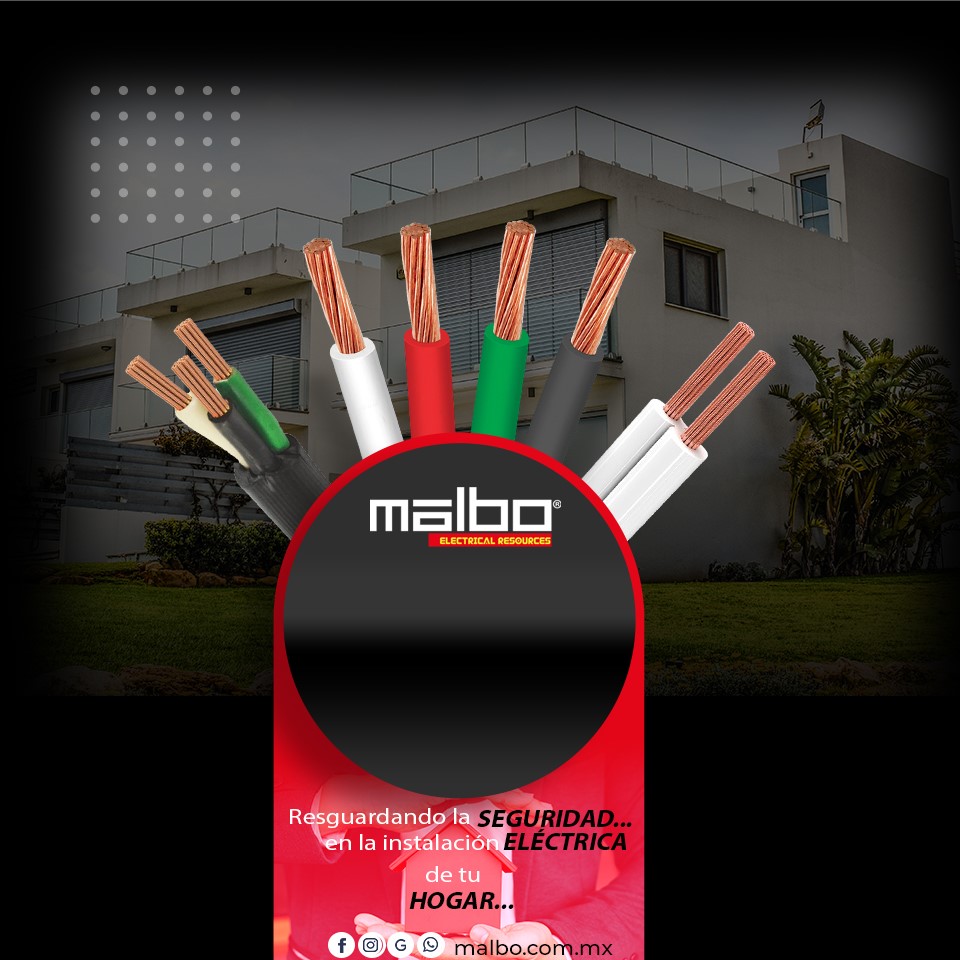 malbo®
ELECTRICAL RESOURCES
Resguardando la SEGURIDAD...
en la instalación ELÉCTRICA
de tu
HOGAR...
malbo.com.mx